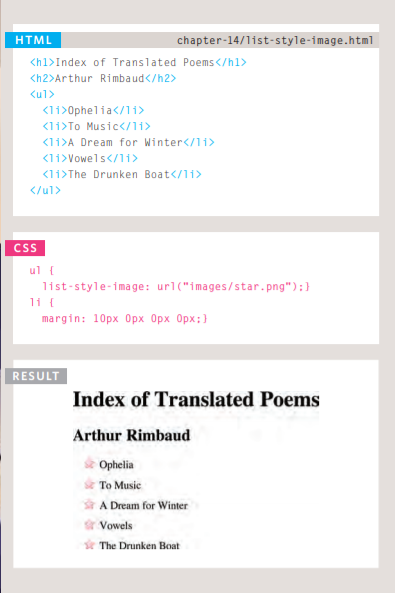 HTML
chapter-14/list-style-image.html
<h1>Index of Translated Poems</h1>
<h2>Arthur Rimbaud</h2>
<ul>
<li>Ophelia</li>
<li>To Music</li>
<li>A Dream for Winter</li>
<li>Vowels</li>
<li>The Drunken Boat</li>
</ul>
CSS
ul {
list-style-image: url("images/star.png");}
li {
margin: 10px 0px 0px 0px;}
RESULT
Index of Translated Poems
Arthur Rimbaud
Ophelia
To Music
A Dream for Winter
Vowels
The Drunken Boat